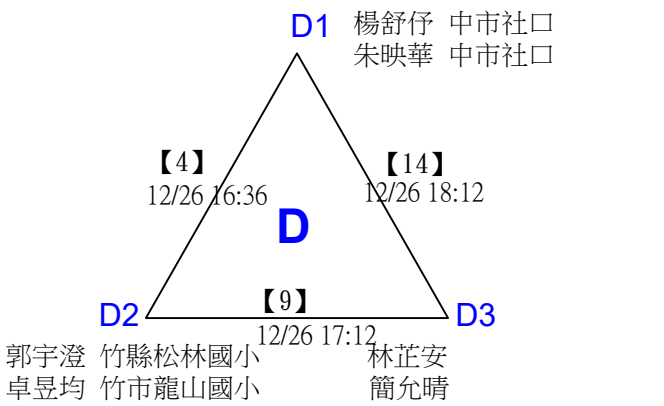 D1 楊舒伃 中市社口
朱映華 中市社口
【4】 【14】
12/26 16:36 12/26 18:12
D
【9】
D2 D3
12/26 17:12
郭宇澄 竹縣松林國小 林芷安
卓昱均 竹市龍山國小 簡允晴